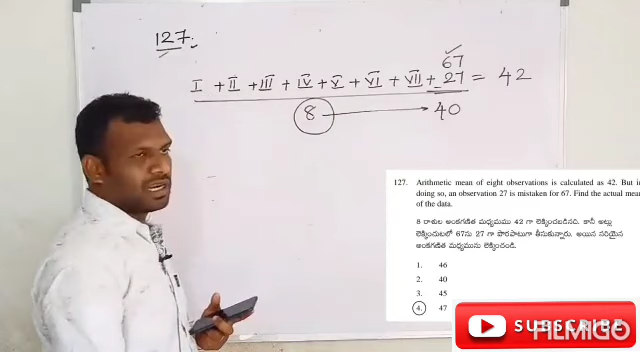 127.
67
I + II + III + IV + V + VI + VII + 27 = 42
8 → 40
127. Arithmetic mean of eight observations is calculated as 42. But in
doing so, an observation 27 is mistaken for 67. Find the actual mean
of the data.
8 రాశుల అంకగణిత మధ్యమము 42 గా లెక్కించబడినది. కానీ అట్లు
లెక్కించుటలో 67ను 27 గా పొరపాటుగా తీసుకున్నారు. అయిన సరియైన
అంకగణిత మధ్యమును లెక్కించండి.
1. 46
2. 40
3. 45
4. 47
SUBSCRIBE
FILMIGO